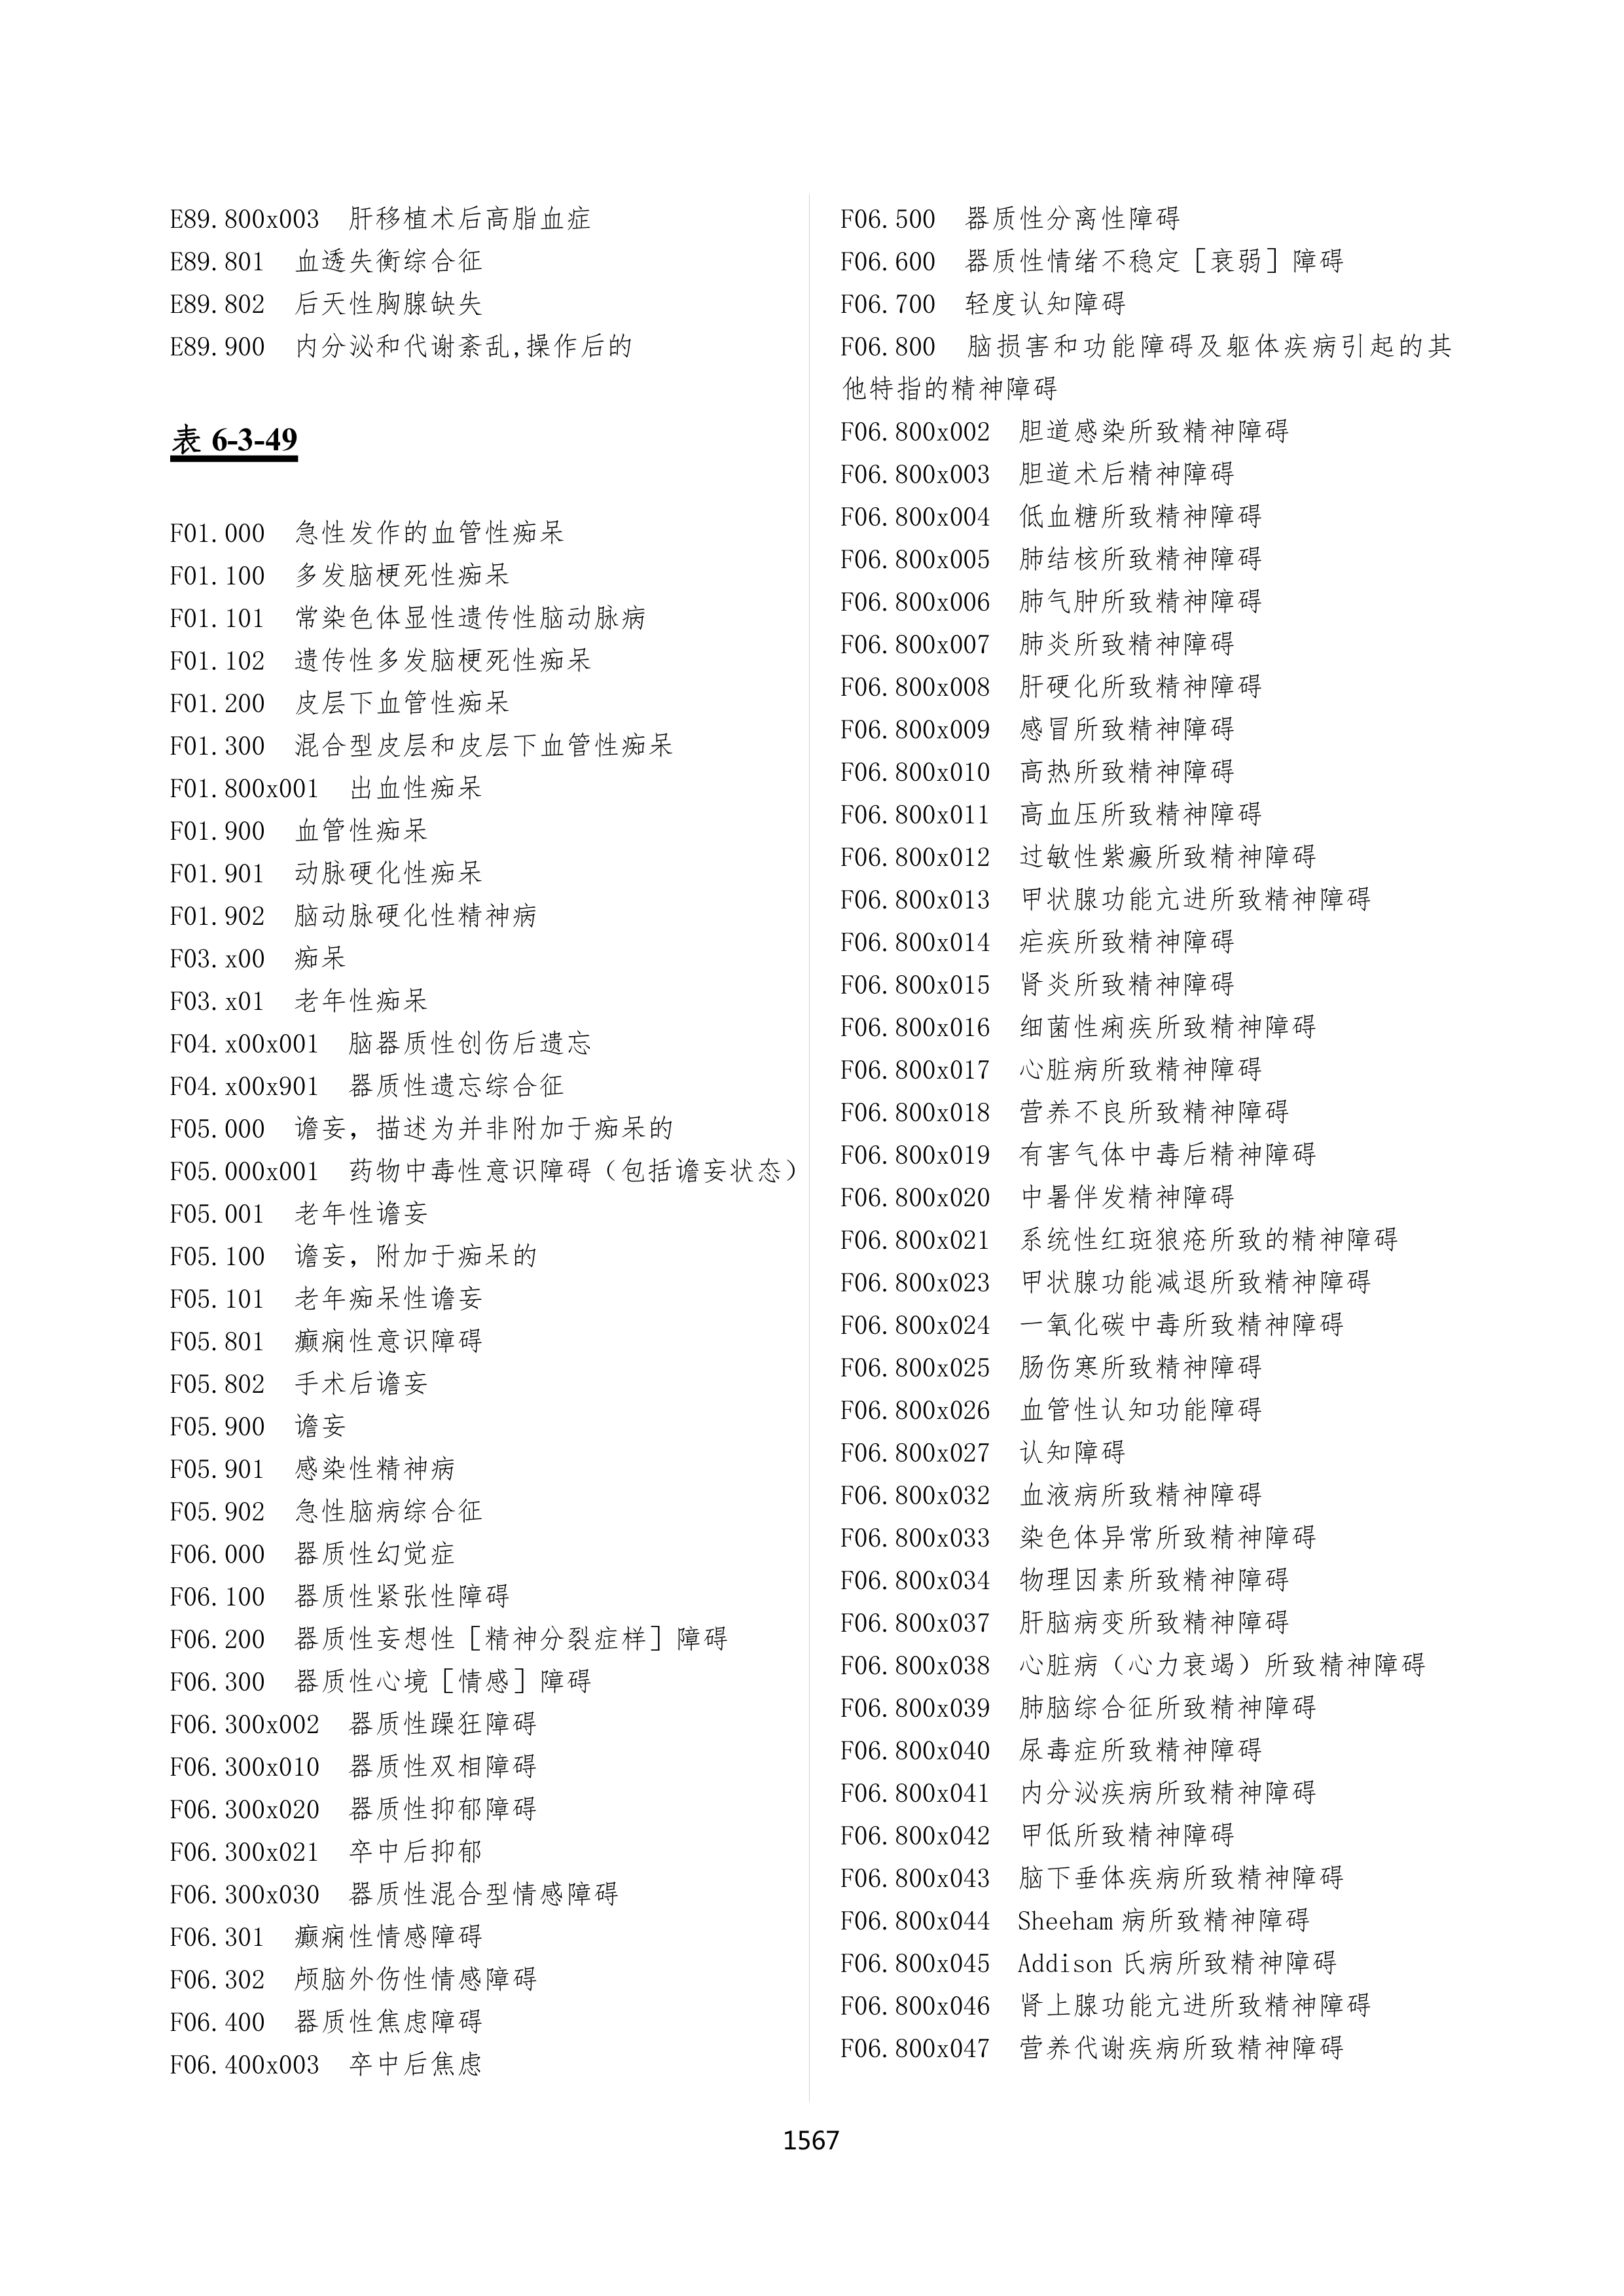 E89.800x003 肝移植术后高脂血症
E89.801 血透失衡综合征
E89.802 后天性胸腺缺失
E89.900 内分泌和代谢紊乱,操作后的
表 6-3-49
F01.000 急性发作的血管性痴呆
F01.100 多发脑梗死性痴呆
F01.101 常染色体显性遗传性脑动脉病
F01.102 遗传性多发脑梗死性痴呆
F01.200 皮层下血管性痴呆
F01.300 混合型皮层和皮层下血管性痴呆
F01.800x001 出血性痴呆
F01.900 血管性痴呆
F01.901 动脉硬化性痴呆
F01.902 脑动脉硬化性精神病
F03.x00 痴呆
F03.x01 老年性痴呆
F04.x00x001 脑器质性创伤后遗忘
F04.x00x901 器质性遗忘综合征
F05.000 谵妄，描述为并非附加于痴呆的
F05.000x001 药物中毒性意识障碍（包括谵妄状态）
F05.001 老年性谵妄
F05.100 谵妄，附加于痴呆的
F05.101 老年痴呆性谵妄
F05.801 癫痫性意识障碍
F05.802 手术后谵妄
F05.900 谵妄
F05.901 感染性精神病
F05.902 急性脑病综合征
F06.000 器质性幻觉症
F06.100 器质性紧张性障碍
F06.200 器质性妄想性［精神分裂症样］障碍
F06.300 器质性心境［情感］障碍
F06.300x002 器质性躁狂障碍
F06.300x010 器质性双相障碍
F06.300x020 器质性抑郁障碍
F06.300x021 卒中后抑郁
F06.300x030 器质性混合型情感障碍
F06.301 癫痫性情感障碍
F06.302 颅脑外伤性情感障碍
F06.400 器质性焦虑障碍
F06.400x003 卒中后焦虑
F06.500 器质性分离性障碍
F06.600 器质性情绪不稳定［衰弱］障碍
F06.700 轻度认知障碍
F06.800 脑损害和功能障碍及躯体疾病引起的其
他特指的精神障碍
F06.800x002 胆道感染所致精神障碍
F06.800x003 胆道术后精神障碍
F06.800x004 低血糖所致精神障碍
F06.800x005 肺结核所致精神障碍
F06.800x006 肺气肿所致精神障碍
F06.800x007 肺炎所致精神障碍
F06.800x008 肝硬化所致精神障碍
F06.800x009 感冒所致精神障碍
F06.800x010 高热所致精神障碍
F06.800x011 高血压所致精神障碍
F06.800x012 过敏性紫癜所致精神障碍
F06.800x013 甲状腺功能亢进所致精神障碍
F06.800x014 疟疾所致精神障碍
F06.800x015 肾炎所致精神障碍
F06.800x016 细菌性痢疾所致精神障碍
F06.800x017 心脏病所致精神障碍
F06.800x018 营养不良所致精神障碍
F06.800x019 有害气体中毒后精神障碍
F06.800x020 中暑伴发精神障碍
F06.800x021 系统性红斑狼疮所致的精神障碍
F06.800x023 甲状腺功能减退所致精神障碍
F06.800x024 一氧化碳中毒所致精神障碍
F06.800x025 肠伤寒所致精神障碍
F06.800x026 血管性认知功能障碍
F06.800x027 认知障碍
F06.800x032 血液病所致精神障碍
F06.800x033 染色体异常所致精神障碍
F06.800x034 物理因素所致精神障碍
F06.800x037 肝脑病变所致精神障碍
F06.800x038 心脏病（心力衰竭）所致精神障碍
F06.800x039 肺脑综合征所致精神障碍
F06.800x040 尿毒症所致精神障碍
F06.800x041 内分泌疾病所致精神障碍
F06.800x042 甲低所致精神障碍
F06.800x043 脑下垂体疾病所致精神障碍
F06.800x044 Sheeham 病所致精神障碍
F06.800x045 Addison 氏病所致精神障碍
F06.800x046 肾上腺功能亢进所致精神障碍
F06.800x047 营养代谢疾病所致精神障碍
1567